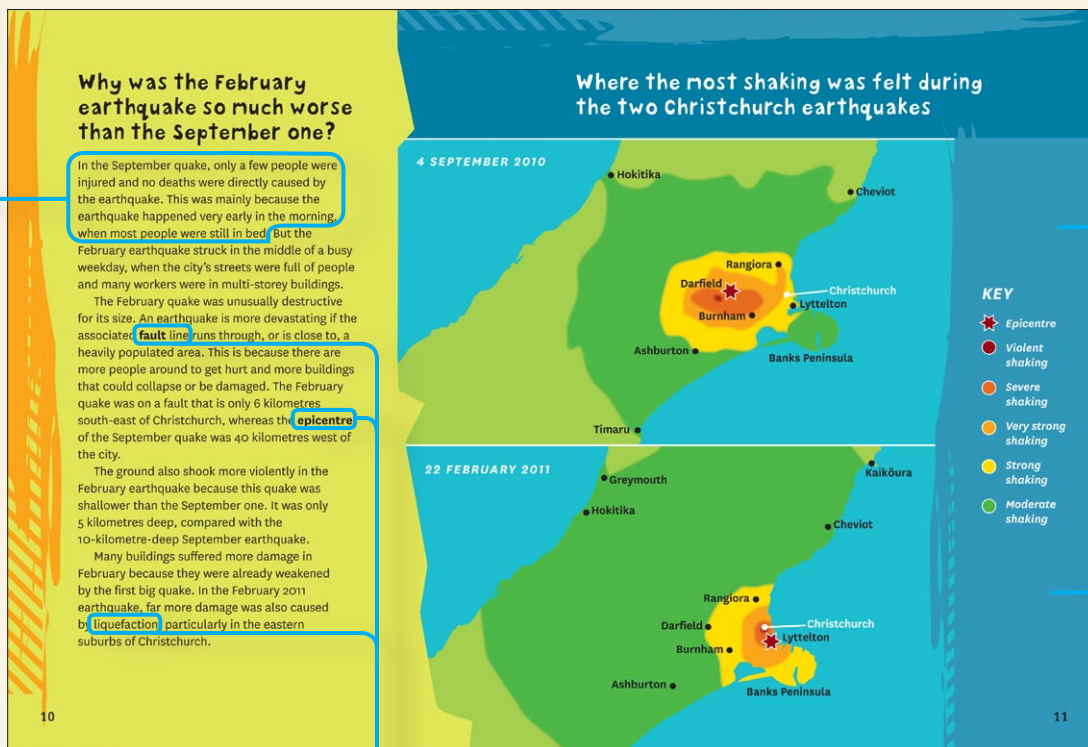 Why was the February
earthquake so much worse
than the September one?
In the September quake, only a few people were
injured and no deaths were directly caused by
the earthquake. This was mainly because the
earthquake happened very early in the morning,
when most people were still in bed. But the
February earthquake struck in the middle of a busy
weekday, when the city's streets were full of people
and many workers were in multi-storey buildings.
The February quake was unusually destructive
for its size. An earthquake is more devastating if the
associated fault line runs through, or is close to, a
heavily populated area. This is because there are
more people around to get hurt and more buildings
that could collapse or be damaged. The February
quake was on a fault that is only 6 kilometres
south-east of Christchurch, whereas the epicentre
of the September quake was 40 kilometres west of
the city.
The ground also shook more violently in the
February earthquake because this quake was
shallower than the September one. It was only
5 kilometres deep, compared with the
10-kilometre-deep September earthquake.
Many buildings suffered more damage in
February because they were already weakened
by the first big quake. In the February 2011
earthquake, far more damage was also caused
by liquefaction, particularly in the eastern
suburbs of Christchurch.
10
Where the most shaking was felt during
the two Christchurch earthquakes
4 SEPTEMBER 2010
Hokitika
Cheviot
Rangiora
Darfield
Christchurch
Lyttelton
Burnham
Ashburton
Banks Peninsula
Timaru
22 FEBRUARY 2011
Kaikōura
Greymouth
Hokitika
Cheviot
Rangiora
Darfield
Christchurch
Lyttelton
Burnham
Ashburton
Banks Peninsula
KEY
Epicentre
Violent
shaking
Severe
shaking
Very strong
shaking
Strong
shaking
Moderate
shaking
11